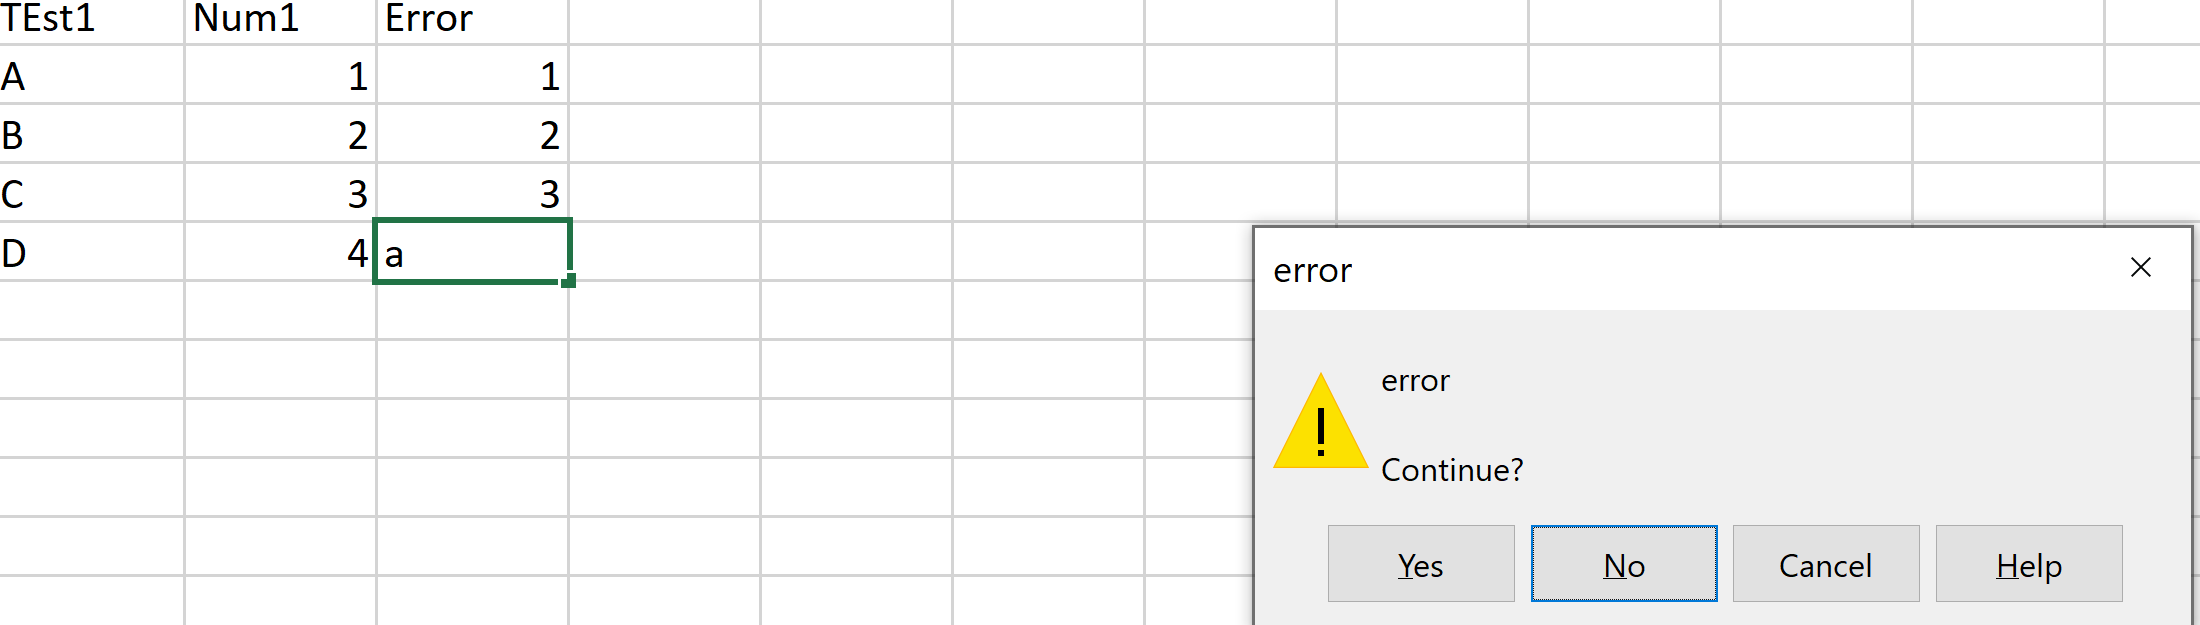 TEst1 Num1 Error
A 1 1
B 2 2
C 3 3
D 4 a
error
error
Continue?
Yes No Cancel Help